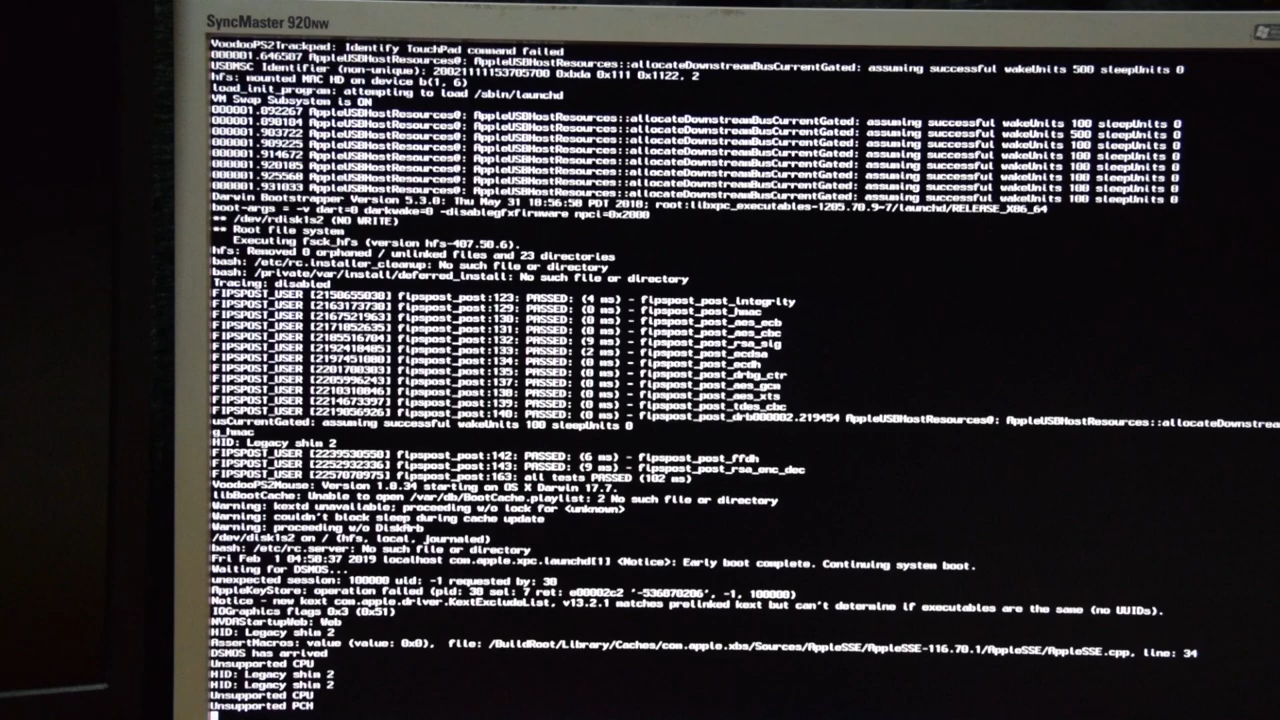 SyncMaster 920NW
VoodooPS2Trackpad: Identify TouchPad command failed
000001.646507 AppleUSBHostResources@: AppleUSBHostResources::allocateDownstreamBusCurrentGated: assuming successful wakeUnits 500 sleepUnits 0
USBMSC Identifier (non-unique): 20021111153705700 0xbda 0x111 0x1122, 2
hfs: mounted MAC HD on device b(1, 6)
load_init_program: attempting to load /sbin/launchd
VM Swap Subsystem is ON
000001.892267 AppleUSBHostResources@: AppleUSBHostResources::allocateDownstreamBusCurrentGated: assuming successful wakeUnits 100 sleepUnits 0
000001.898104 AppleUSBHostResources@: AppleUSBHostResources::allocateDownstreamBusCurrentGated: assuming successful wakeUnits 500 sleepUnits 0
000001.903722 AppleUSBHostResources@: AppleUSBHostResources::allocateDownstreamBusCurrentGated: assuming successful wakeUnits 100 sleepUnits 0
000001.909225 AppleUSBHostResources@: AppleUSBHostResources::allocateDownstreamBusCurrentGated: assuming successful wakeUnits 100 sleepUnits 0
000001.914672 AppleUSBHostResources@: AppleUSBHostResources::allocateDownstreamBusCurrentGated: assuming successful wakeUnits 100 sleepUnits 0
000001.920185 AppleUSBHostResources@: AppleUSBHostResources::allocateDownstreamBusCurrentGated: assuming successful wakeUnits 100 sleepUnits 0
000001.925560 AppleUSBHostResources@: AppleUSBHostResources::allocateDownstreamBusCurrentGated: assuming successful wakeUnits 100 sleepUnits 0
000001.931033 AppleUSBHostResources@: AppleUSBHostResources::allocateDownstreamBusCurrentGated: assuming successful wakeUnits 100 sleepUnits 0
Darwin Bootstrapper Version 5.3.0: Thu May 31 18:56:50 PDT 2018; root:libxpc_executables-1205.70.9~7/launchd/RELEASE_X86_64
boot-args = -v dart=0 darkwake=0 -disablegfxfirmware npci=0x2000
** /dev/rdisk1s2 (NO WRITE)
** Root file system
Executing fsck_hfs (version hfs-407.50.6).
hfs: Removed 0 orphaned / unlinked files and 23 directories
bash: /etc/rc.installer_cleanup: No such file or directory
bash: /private/var/install/deferred_install: No such file or directory
Tracing: disabled
FIPSPOST_USER [2150655030] fipspost_post:123: PASSED: (4 ms) - fipspost_post_integrity
FIPSPOST_USER [2163173730] fipspost_post:129: PASSED: (0 ms) - fipspost_post_hmac
FIPSPOST_USER [2167521963] fipspost_post:130: PASSED: (0 ms) - fipspost_post_aes_ecb
FIPSPOST_USER [2171852635] fipspost_post:131: PASSED: (0 ms) - fipspost_post_aes_cbc
FIPSPOST_USER [2185516704] fipspost_post:132: PASSED: (9 ms) - fipspost_post_rsa_sig
FIPSPOST_USER [2192410405] fipspost_post:133: PASSED: (2 ms) - fipspost_post_ecdsa
FIPSPOST_USER [2197451080] fipspost_post:134: PASSED: (0 ms) - fipspost_post_ecdh
FIPSPOST_USER [2201700303] fipspost_post:135: PASSED: (0 ms) - fipspost_post_drbg_ctr
FIPSPOST_USER [2205996243] fipspost_post:137: PASSED: (0 ms) - fipspost_post_aes_gcm
FIPSPOST_USER [2210310046] fipspost_post:138: PASSED: (0 ms) - fipspost_post_aes_xts
FIPSPOST_USER [2214673397] fipspost_post:139: PASSED: (0 ms) - fipspost_post_tdes_cbc
FIPSPOST_USER [2219056926] fipspost_post:140: PASSED: (0 ms) - fipspost_post_drb000002.219454 AppleUSBHostResources@: AppleUSBHostResources::allocateDownstream
usCurrentGated: assuming successful wakeUnits 100 sleepUnits 0
g_hmac
HID: Legacy shim 2
FIPSPOST_USER [2239530550] fipspost_post:142: PASSED: (6 ms) - fipspost_post_ffdh
FIPSPOST_USER [2252932336] fipspost_post:143: PASSED: (9 ms) - fipspost_post_rsa_enc_dec
FIPSPOST_USER [2257070975] fipspost_post:163: all tests PASSED (102 ms)
VoodooPS2Mouse: Version 1.8.34 starting on OS X Darwin 17.7.
libBootCache: Unable to open /var/db/BootCache.playlist: 2 No such file or directory
Warning: kextd unavailable; proceeding w/o lock for <unknown>
Warning: couldn't block sleep during cache update
Warning: proceeding w/o DiskArb
/dev/disk1s2 on / (hfs, local, journaled)
bash: /etc/rc.server: No such file or directory
Fri Feb  1 04:50:37 2019 localhost com.apple.xpc.launchd[1] <Notice>: Early boot complete. Continuing system boot.
Waiting for DSMOS...
unexpected session: 100000 uid: -1 requested by: 30
AppleKeyStore: operation failed (pid: 30 sel: 7 ret: e00002c2 '-536870206', -1, 100000)
Notice - new kext com.apple.driver.KextExcludeList, v13.2.1 matches prelinked kext but can't determine if executables are the same (no UUIDs).
IOGraphics flags 0x3 (0x51)
NVDAStartupWeb: Web
HID: Legacy shim 2
AssertMacros: value (value: 0x0),  file: /BuildRoot/Library/Caches/com.apple.xbs/Sources/AppleSSE/AppleSSE-116.70.1/AppleSSE/AppleSSE.cpp, line: 34
DSMOS has arrived
Unsupported CPU
HID: Legacy shim 2
HID: Legacy shim 2
Unsupported CPU
Unsupported PCH